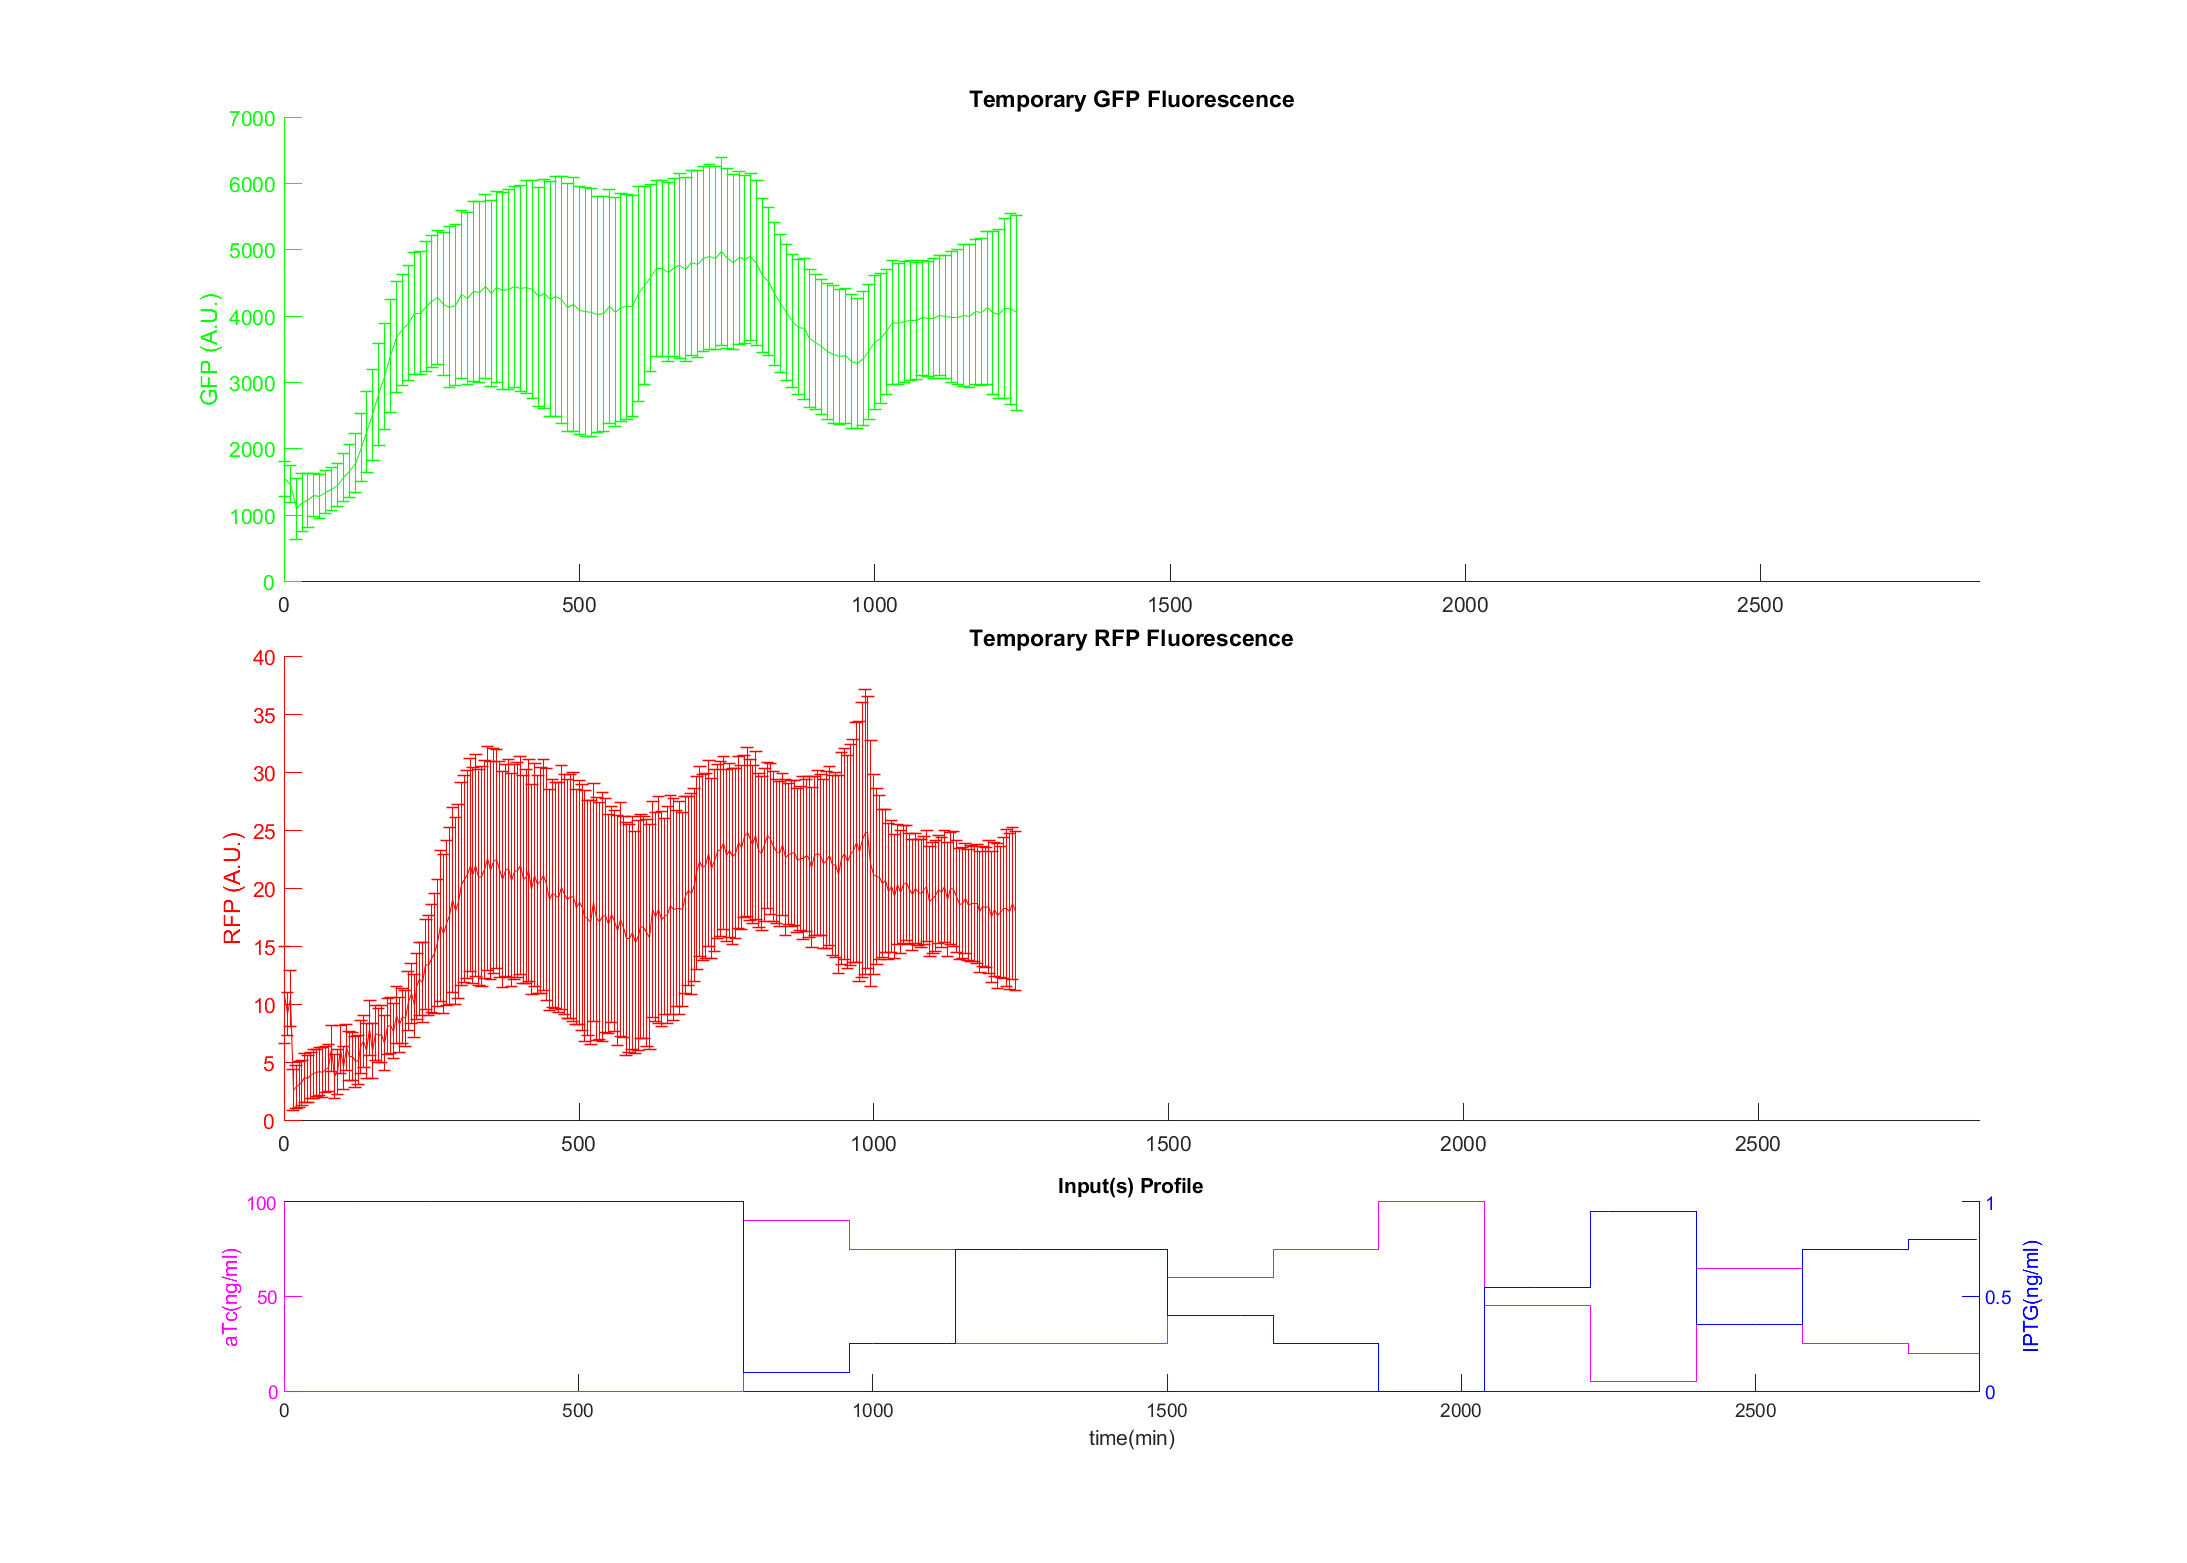 Temporary GFP Fluorescence
7000
6000
5000
4000
3000
2000
1000
0
GFP (A.U.)
0 500 1000 1500 2000 2500
Temporary RFP Fluorescence
40
35
30
25
20
15
10
5
0
RFP (A.U.)
0 500 1000 1500 2000 2500
Input(s) Profile
100
50
0
aTc(ng/ml)
1
0.5
0
IPTG(ng/ml)
0 500 1000 1500 2000 2500
time(min)